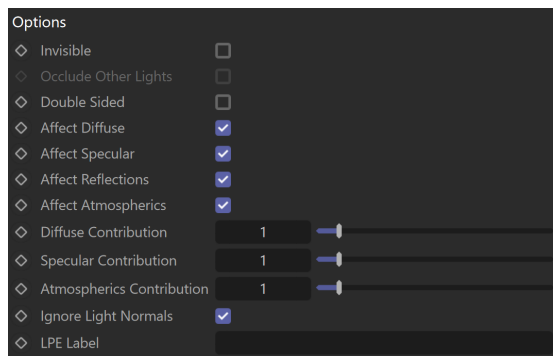 Options
Invisible
Occlude Other Lights
Double Sided
Affect Diffuse
Affect Specular
Affect Reflections
Affect Atmospherics
Diffuse Contribution 1
Specular Contribution 1
Atmospherics Contribution 1
Ignore Light Normals
LPE Label